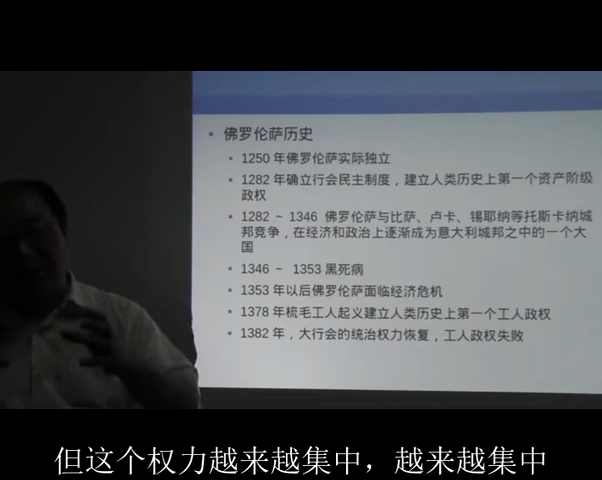 佛罗伦萨历史
1250 年佛罗伦萨实际独立
1282 年确立行会民主制度，建立人类历史上第一个资产阶级
政权
1282 ~ 1346 佛罗伦萨与比萨、卢卡、锡耶纳等托斯卡纳城
邦竞争，在经济和政治上逐渐成为意大利城邦之中的一个大
国
1346 ~ 1353 黑死病
1353 年以后佛罗伦萨面临经济危机
1378 年梳毛工人起义建立人类历史上第一个工人政权
1382 年，大行会的统治权力恢复，工人政权失败
但这个权力越来越集中，越来越集中